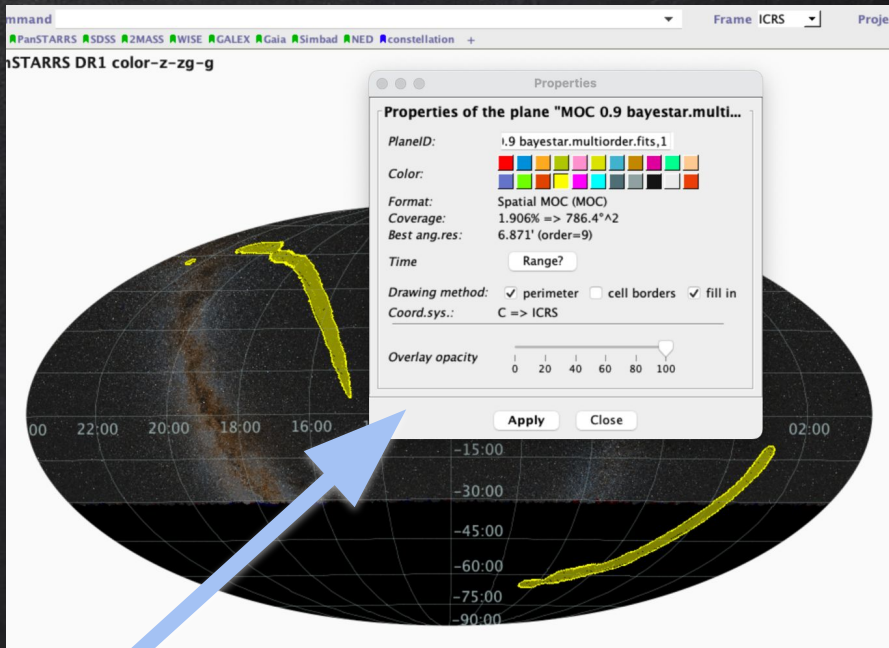 mmand Frame ICRS Proje
PanSTARRS SDSS 2MASS WISE GALEX Gaia Simbad NED constellation +
nSTARRS DR1 color-z-zg-g
Properties
Properties of the plane "MOC 0.9 bayestar.multi...
PlaneID: .9 bayestar.multiorder.fits,1
Color:
Format: Spatial MOC (MOC)
Coverage: 1.906% => 786.4°^2
Best ang.res: 6.871' (order=9)
Time Range?
Drawing method: perimeter cell borders fill in
Coord.sys.: C => ICRS
Overlay opacity
0 20 40 60 80 100
Apply Close
00 22:00 20:00 18:00 16:00 02:00
-15:00
-30:00
-45:00
-60:00
-75:00
-90:00